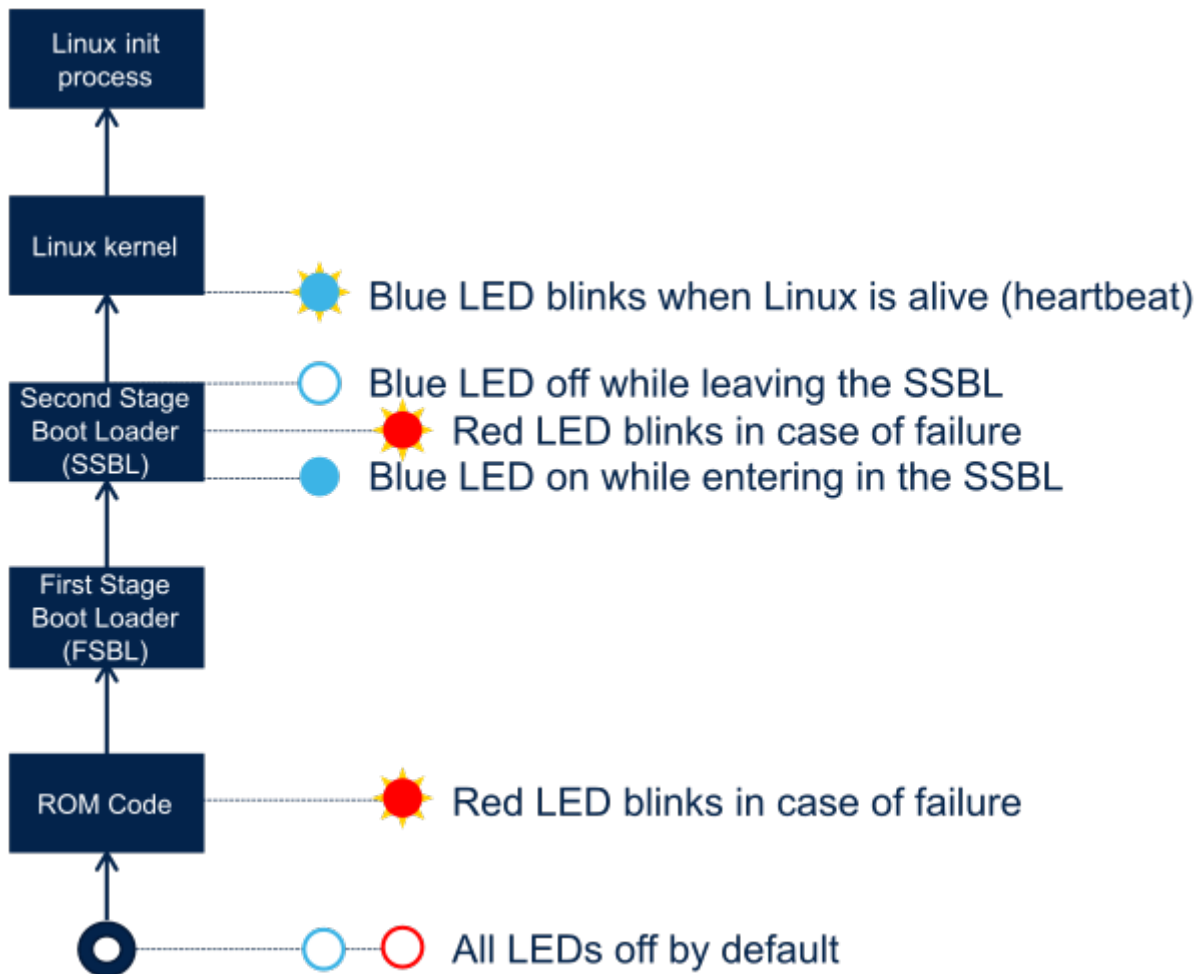 Linux init
process
Linux kernel
Blue LED blinks when Linux is alive (heartbeat)
Blue LED off while leaving the SSBL
Second Stage
Boot Loader
(SSBL)
Red LED blinks in case of failure
Blue LED on while entering in the SSBL
First Stage
Boot Loader
(FSBL)
ROM Code
Red LED blinks in case of failure
All LEDs off by default